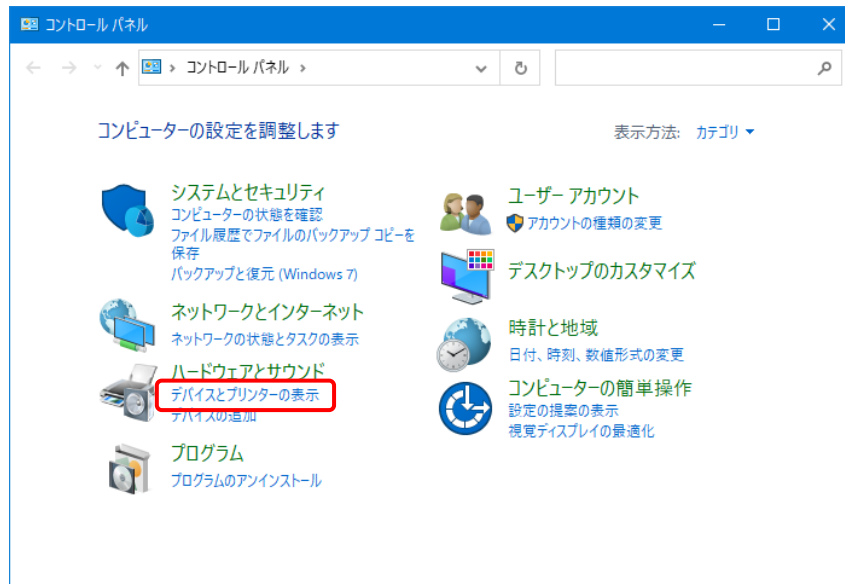 コントロール パネル
コントロール パネル
コンピューターの設定を調整します
表示方法: カテゴリ
システムとセキュリティ
コンピューターの状態を確認
ファイル履歴でファイルのバックアップ コピーを
保存
バックアップと復元 (Windows 7)
ネットワークとインターネット
ネットワークの状態とタスクの表示
ハードウェアとサウンド
デバイスとプリンターの表示
デバイスの追加
プログラム
プログラムのアンインストール
ユーザー アカウント
アカウントの種類の変更
デスクトップのカスタマイズ
時計と地域
日付、時刻、数値形式の変更
コンピューターの簡単操作
設定の提案の表示
視覚ディスプレイの最適化